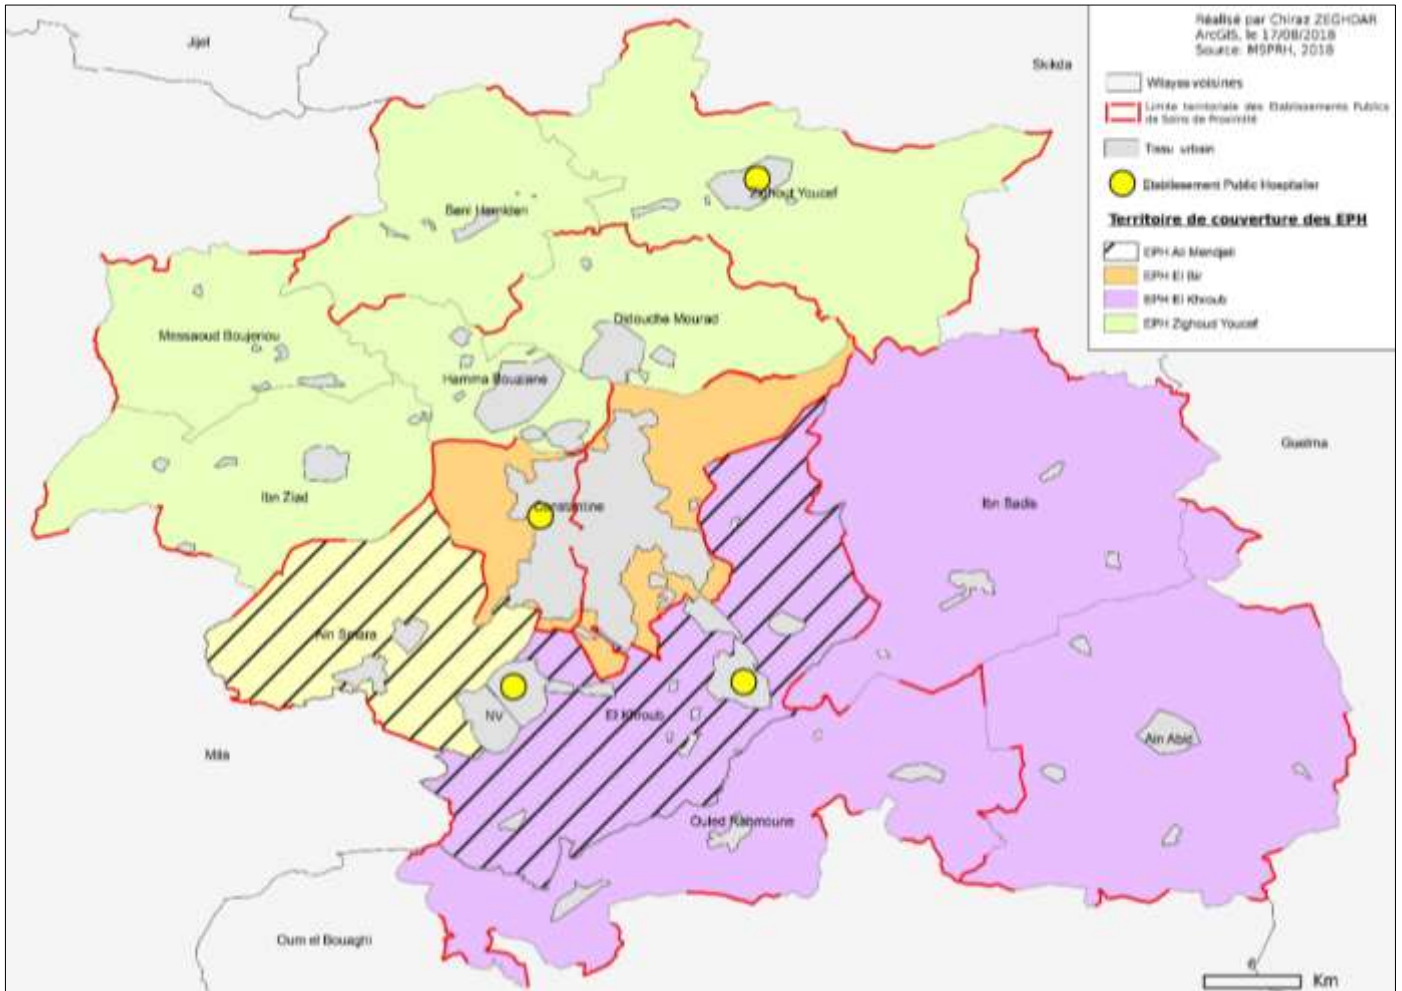 Réalisé par Chiraz ZEGHDAR
ArcGIS, le 17/08/2018
Source: MSPRH, 2018
Wilayas voisines
Limite territoriale des Etablissements Publics
de Soins de Proximité
Tissu urbain
Etablissement Public Hospitalier
Territoire de couverture des EPH
EPH Ali Mendjeli
EPH El Bir
EPH El Khroub
EPH Zighoud Youcef
Jijel
Skikda
Zighout Youcef
Beni Hamiden
Messaoud Boujeriou
Didouche Mourad
Hamma Bouziane
Guelma
Ibn Ziad
Constantine
Ibn Badis
Ain Smara
NV
El Khroub
Ain Abid
Mila
Ouled Rahmoune
Oum el Bouaghi
6
Km